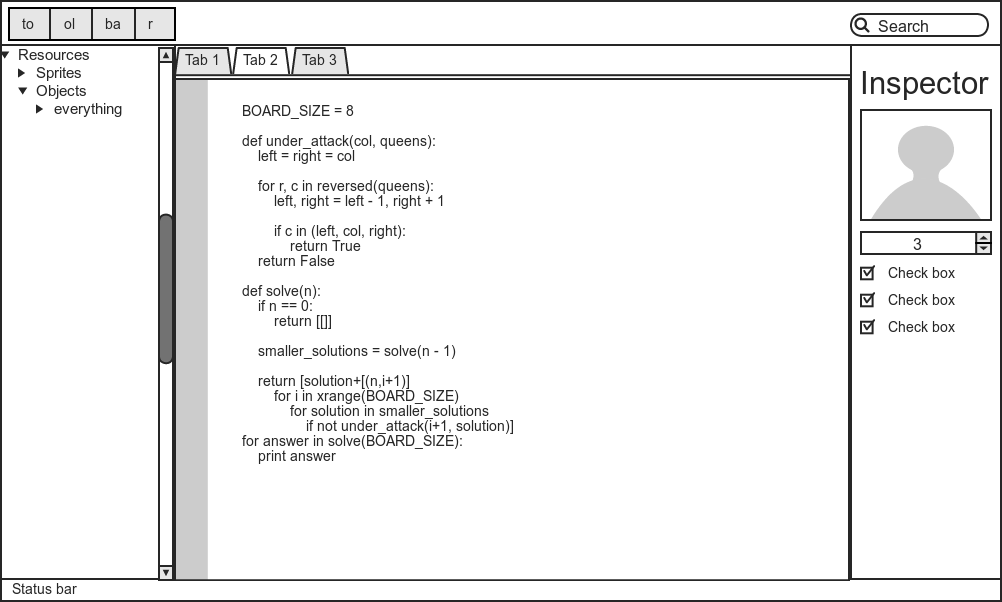 to ol ba r
Search
Resources
Sprites
Objects
everything
Tab 1 Tab 2 Tab 3
BOARD_SIZE = 8
def under_attack(col, queens):
left = right = col
for r, c in reversed(queens):
left, right = left - 1, right + 1
if c in (left, col, right):
return True
return False
def solve(n):
if n == 0:
return [[]]
smaller_solutions = solve(n - 1)
return [solution+[(n,i+1)]
for i in xrange(BOARD_SIZE)
for solution in smaller_solutions
if not under_attack(i+1, solution)]
for answer in solve(BOARD_SIZE):
print answer
Inspector
3
Check box
Check box
Check box
Status bar